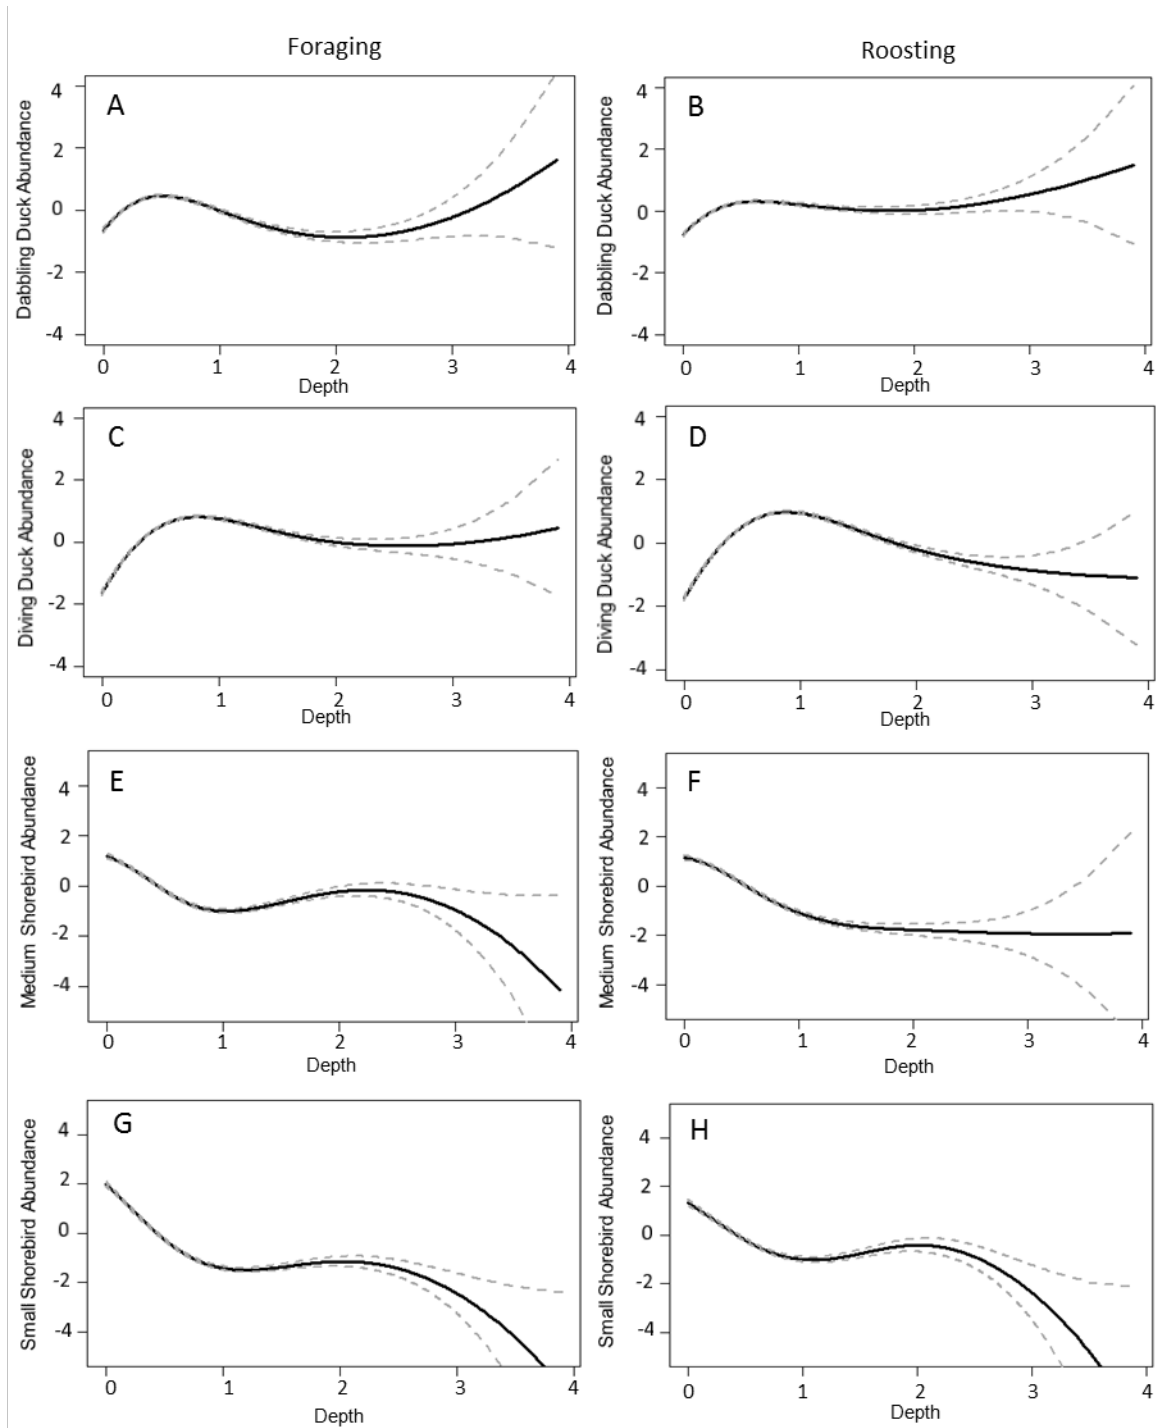 Foraging
Roosting
A
Dabbling Duck Abundance
4
2
0
-2
-4
0 1 2 3 4
Depth
B
Dabbling Duck Abundance
4
2
0
-2
-4
0 1 2 3 4
Depth
C
Diving Duck Abundance
4
2
0
-2
-4
0 1 2 3 4
Depth
D
Diving Duck Abundance
4
2
0
-2
-4
0 1 2 3 4
Depth
E
Medium Shorebird Abundance
4
2
0
-2
-4
0 1 2 3 4
Depth
F
Medium Shorebird Abundance
4
2
0
-2
-4
0 1 2 3 4
Depth
G
Small Shorebird Abundance
4
2
0
-2
-4
0 1 2 3 4
Depth
H
Small Shorebird Abundance
4
2
0
-2
-4
0 1 2 3 4
Depth